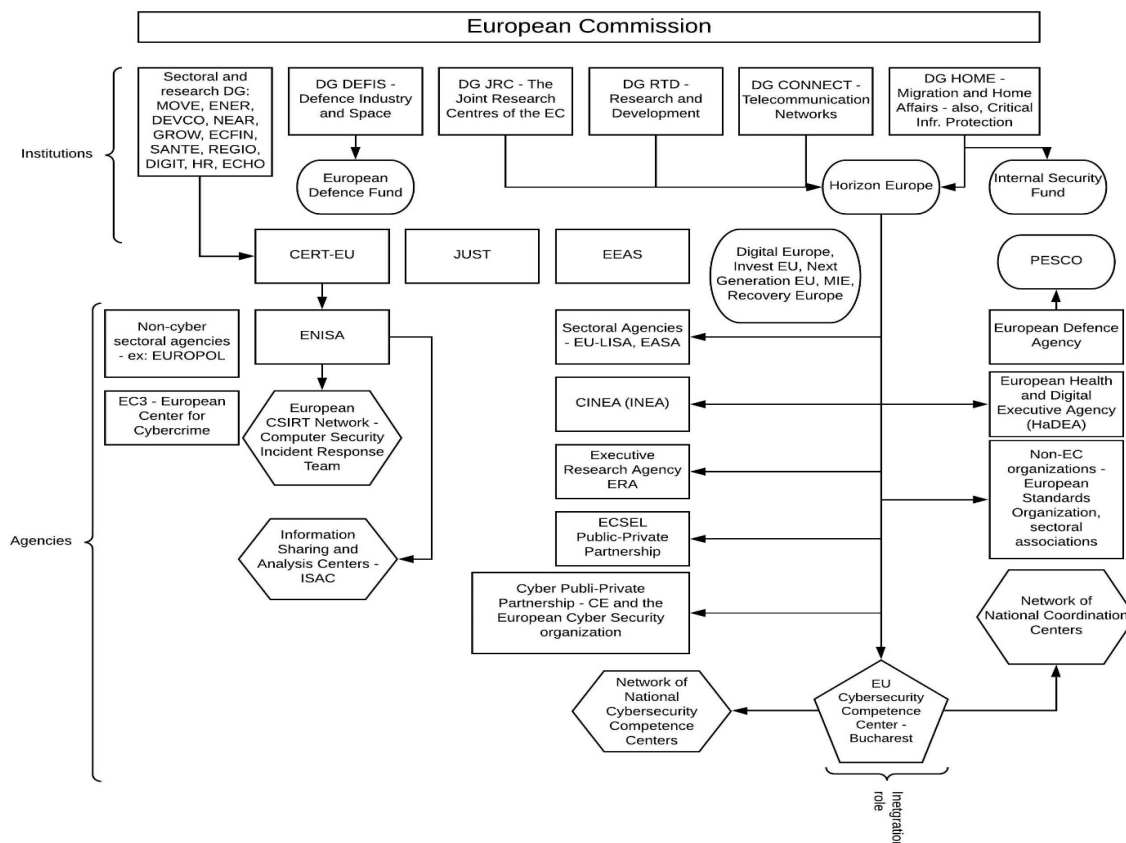 European Commission
Sectoral and
research DG:
MOVE, ENER,
DEVCO, NEAR,
GROW, ECFIN,
SANTE, REGIO,
DIGIT, HR, ECHO
DG DEFIS -
Defence Industry
and Space
DG JRC - The
Joint Research
Centres of the EC
DG RTD -
Research and
Development
DG CONNECT -
Telecommunication
Networks
DG HOME -
Migration and Home
Affairs - also, Critical
Infr. Protection
Institutions
European
Defence Fund
Horizon Europe
Internal Security
Fund
CERT-EU
JUST
EEAS
Digital Europe,
Invest EU, Next
Generation EU, MIE,
Recovery Europe
PESCO
Non-cyber
sectoral agencies
- ex: EUROPOL
ENISA
Sectoral Agencies
- EU-LISA, EASA
European Defence
Agency
EC3 - European
Center for
Cybercrime
European
CSIRT Network -
Computer Security
Incident Response
Team
CINEA (INEA)
European Health
and Digital
Executive Agency
(HaDEA)
Executive
Research Agency
ERA
Non-EC
organizations -
European
Standards
Organization,
sectoral
associations
Agencies
Information
Sharing and
Analysis Centers -
ISAC
ECSEL
Public-Private
Partnership
Cyber Publi-Private
Partnership - CE and the
European Cyber Security
organization
Network of
National Coordination
Centers
Network of
National
Cybersecurity
Competence
Centers
EU
Cybersecurity
Competence
Center -
Bucharest
Inetgration
role